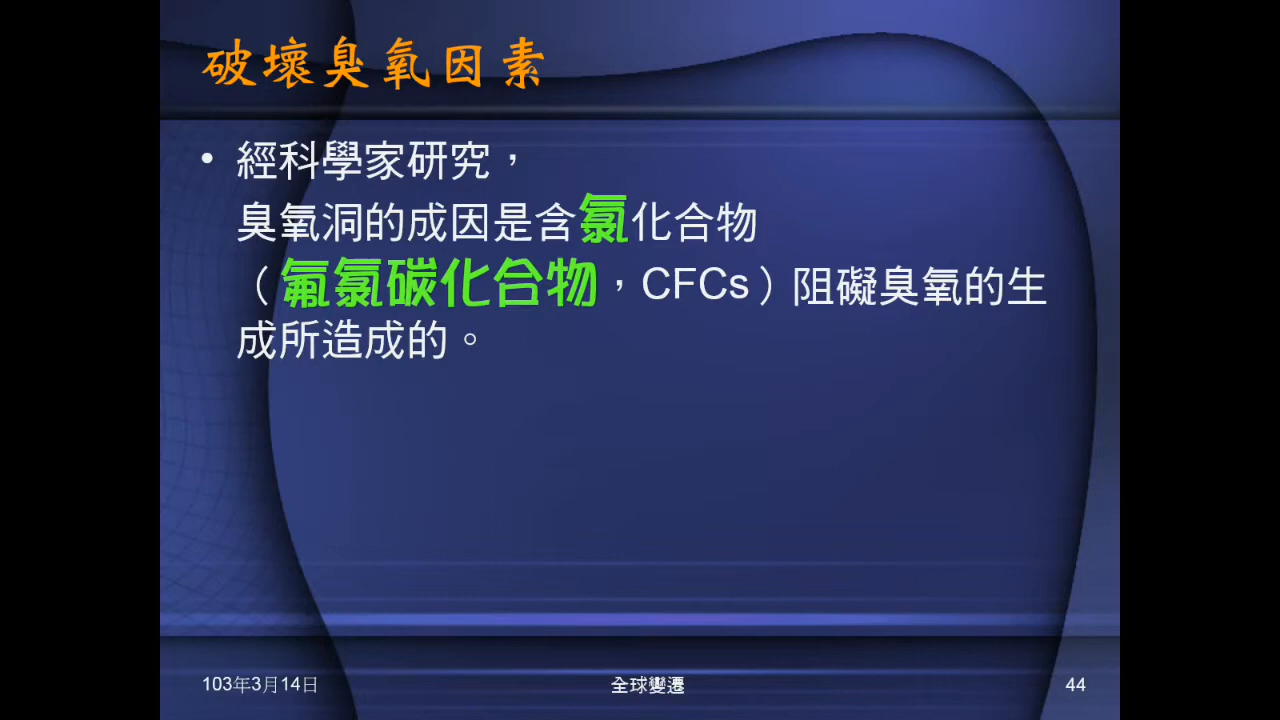 破壞臭氧因素
• 經科學家研究，
臭氧洞的成因是含氯化合物
（氟氯碳化合物，CFCs）阻礙臭氧的生
成所造成的。
103年3月14日
全球變遷
44